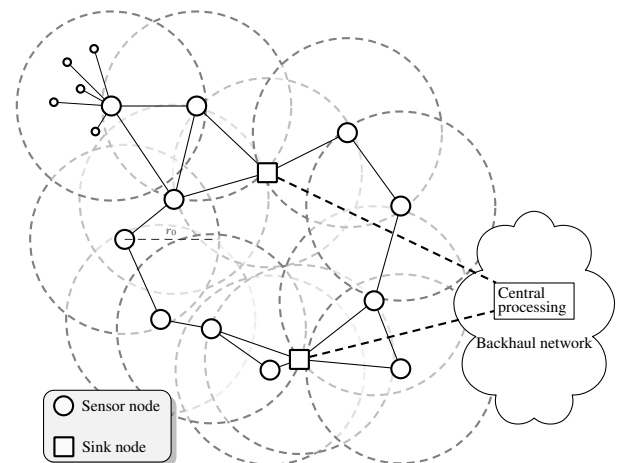 r₀
Central
processing
Backhaul network
Sensor node
Sink node